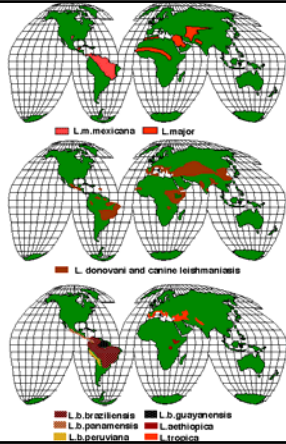 L.m.mexicana L.major
L. donovani and canine leishmaniasis
L.b.braziliensis L.b.guayanensis
L.b.panamensis L.aethiopica
L.b.peruviana L.tropica